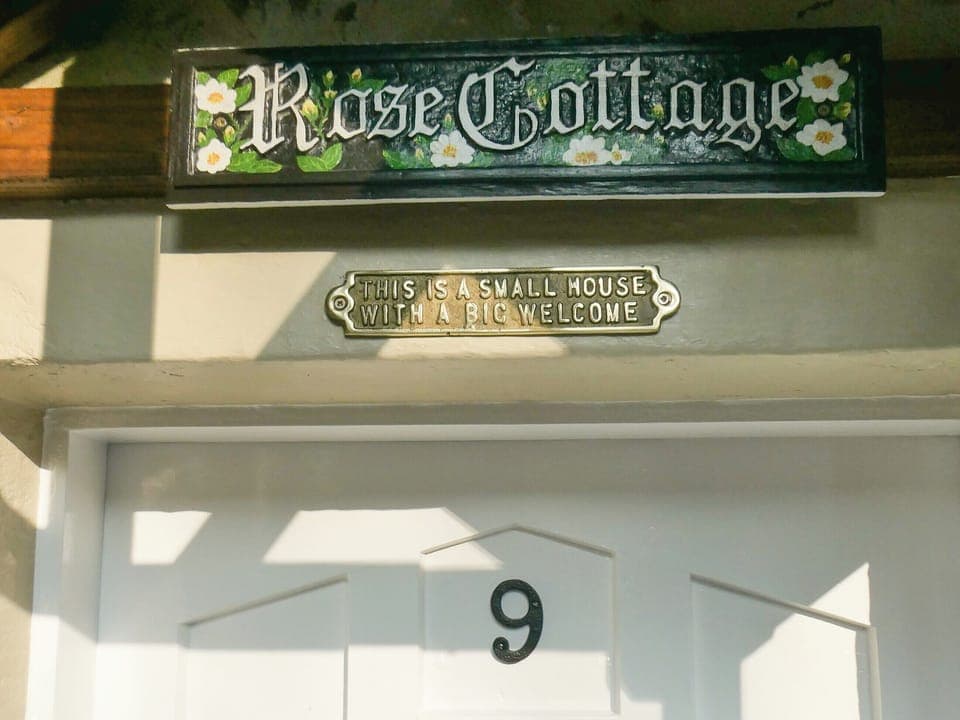 Rose Cottage
THIS IS A SMALL HOUSE
WITH A BIG WELCOME
9